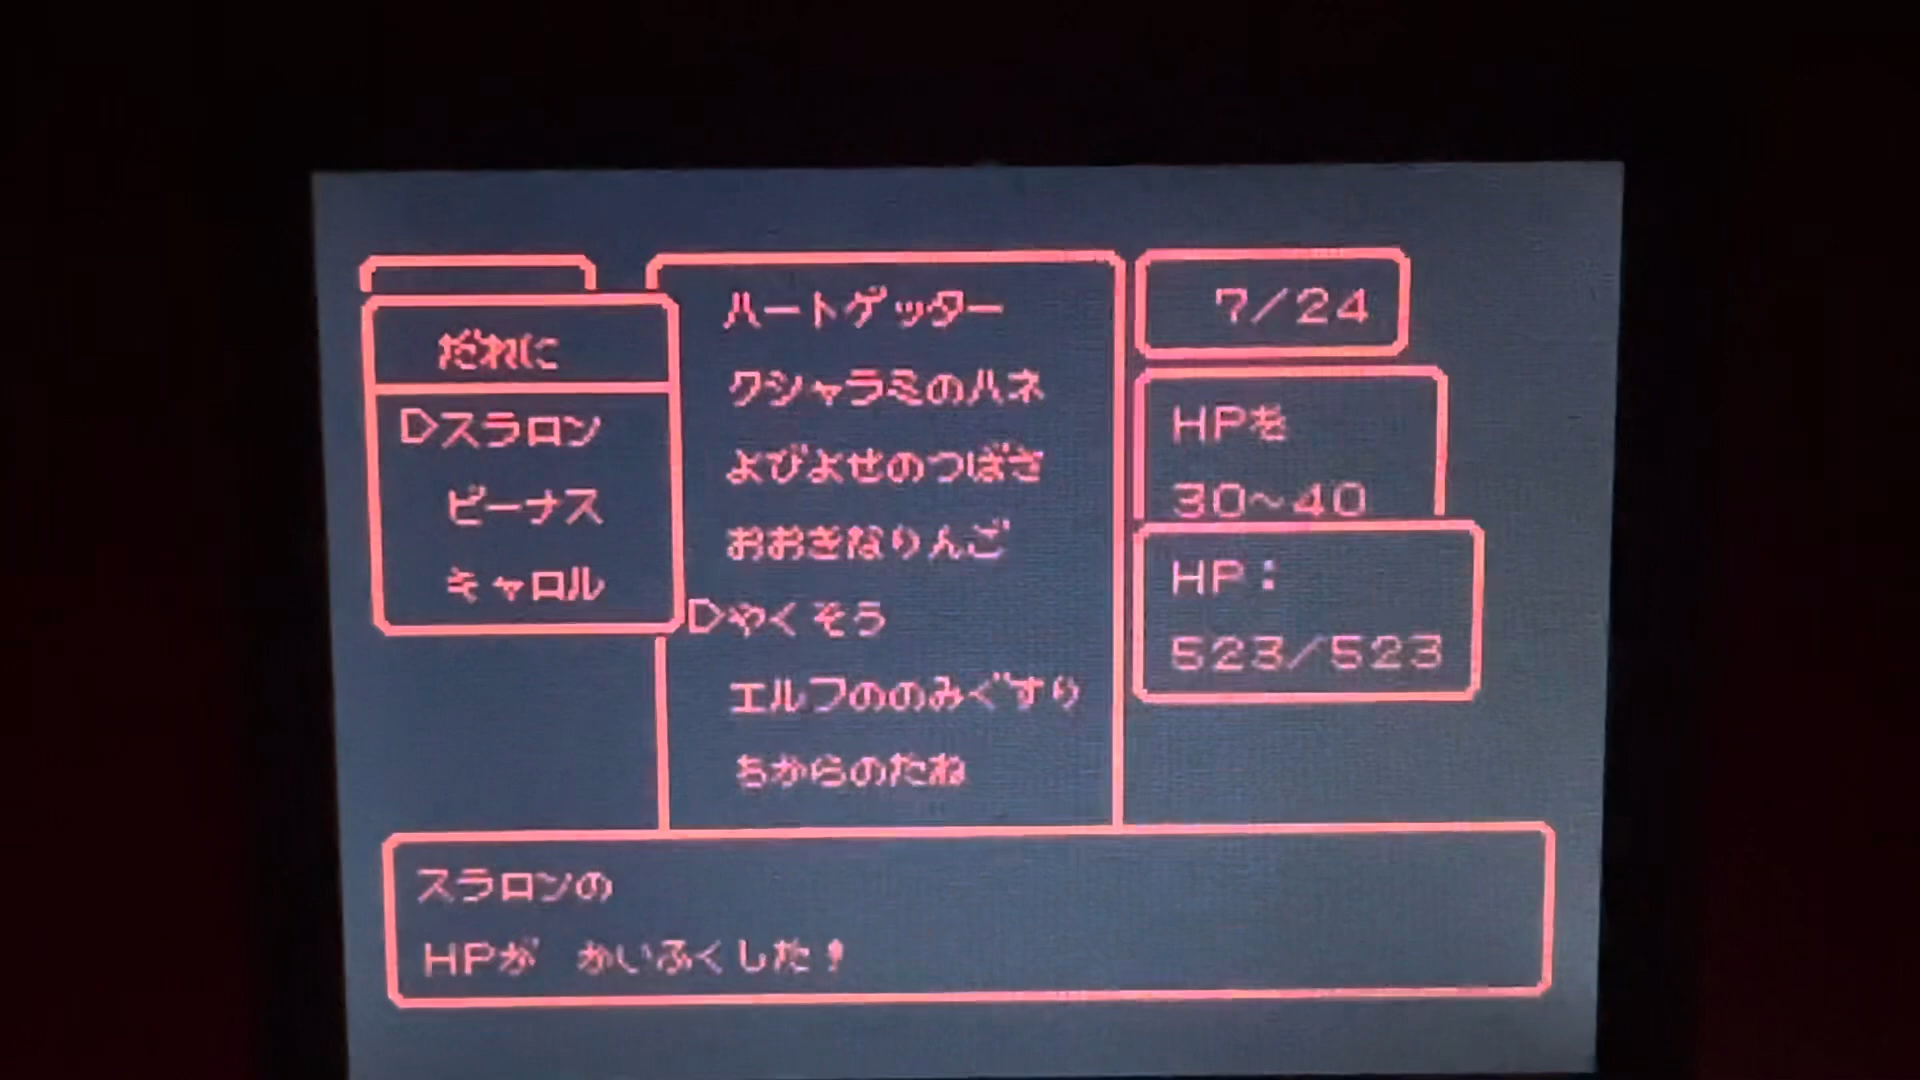 だれに
▷スラロン
ビーナス
キャロル
ハートゲッター
クシャラミのハネ
よびよせのつばさ
おおきなりんご
▷やくそう
エルフののみぐすり
ちからのたね
7/24
HPを
30~40
HP:
523/523
スラロンの
HPが かいふくした!